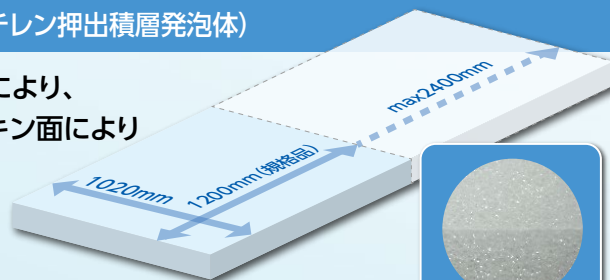 チレン押出積層発泡体)
により、
キン面により
max2400mm
1200mm(規格品)
1020mm